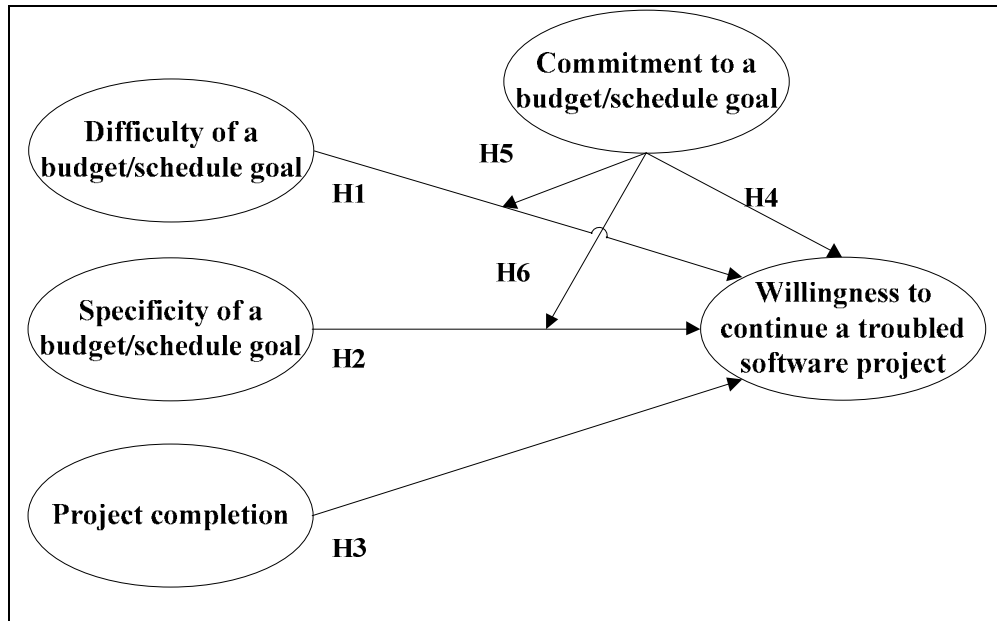 Commitment to a
budget/schedule goal
Difficulty of a
budget/schedule goal
H5
H1
H4
H6
Specificity of a
budget/schedule goal
Willingness to
continue a troubled
software project
H2
Project completion
H3